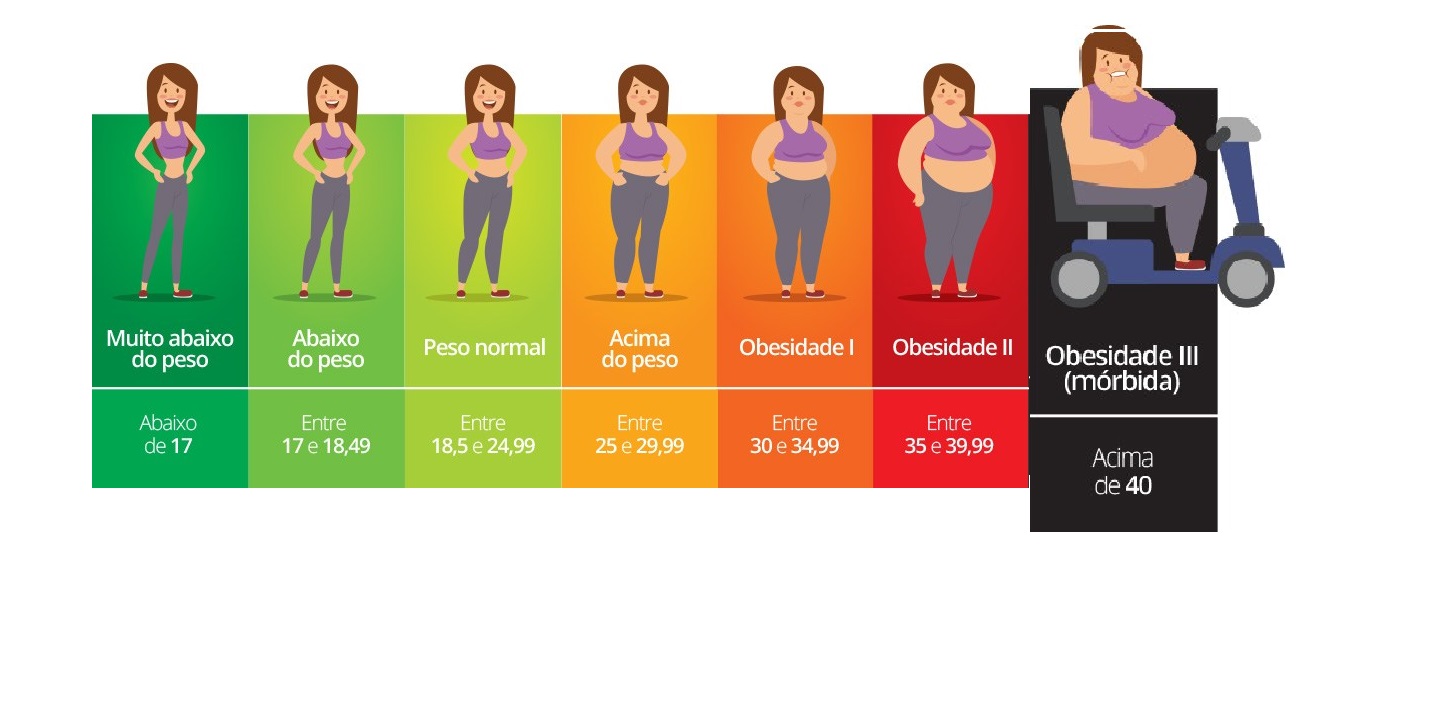 Muito abaixo
do peso
Abaixo
de 17
Abaixo
do peso
Entre
17 e 18,49
Peso normal
Entre
18,5 e 24,99
Acima
do peso
Entre
25 e 29,99
Obesidade I
Entre
30 e 34,99
Obesidade II
Entre
35 e 39,99
Obesidade III
(mórbida)
Acima
de 40